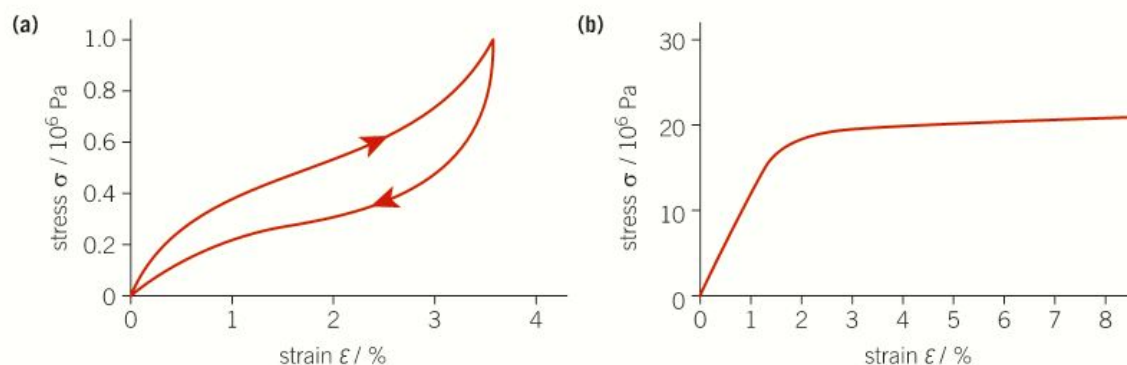 (a)
stress σ / 10⁶ Pa
1.0
0.8
0.6
0.4
0.2
0
0 1 2 3 4
strain ε / %
(b)
stress σ / 10⁶ Pa
30
20
10
0
0 1 2 3 4 5 6 7 8
strain ε / %